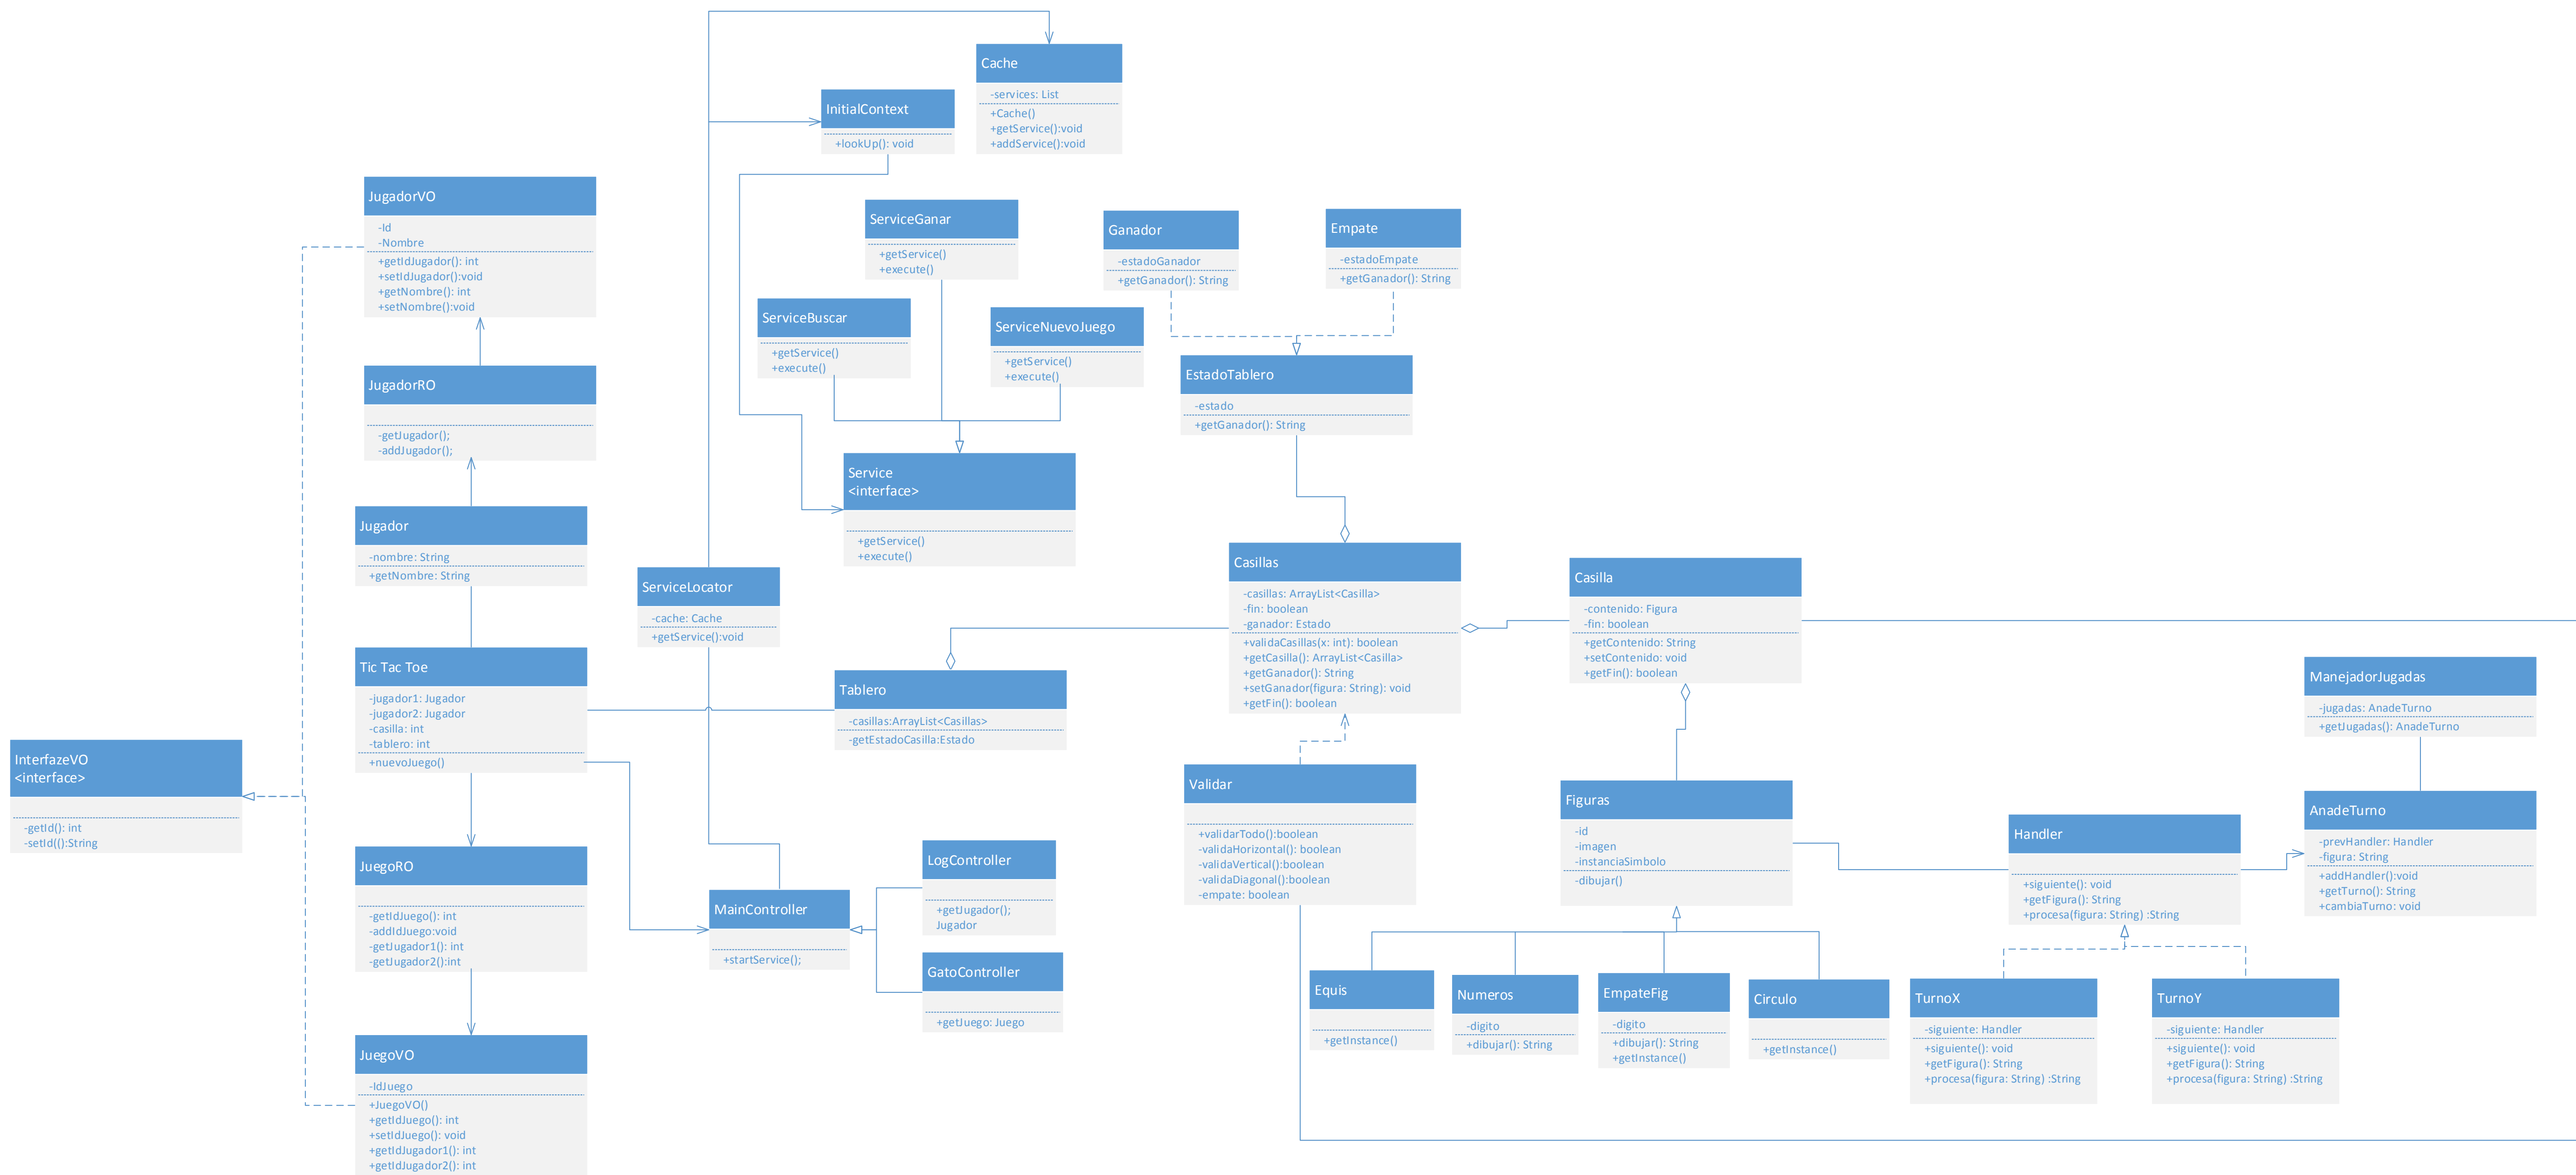 Cache
-services: List
+Cache()
+getService():void
+addService():void
InitialContext
+lookUp(): void
JugadorVO
-Id
-Nombre
+getIdJugador(): int
+setIdJugador():void
+getNombre(): int
+setNombre():void
ServiceGanar
+getService()
+execute()
Ganador
-estadoGanador
+getGanador(): String
Empate
-estadoEmpate
+getGanador(): String
ServiceBuscar
+getService()
+execute()
ServiceNuevoJuego
+getService()
+execute()
EstadoTablero
-estado
+getGanador(): String
JugadorRO
-getJugador();
-addJugador();
Service
<interface>
+getService()
+execute()
Jugador
-nombre: String
+getNombre: String
ServiceLocator
-cache: Cache
+getService():void
Casillas
-casillas: ArrayList<Casilla>
-fin: boolean
-ganador: Estado
+validaCasillas(x: int): boolean
+getCasilla(): ArrayList<Casilla>
+getGanador(): String
+setGanador(figura: String): void
+getFin(): boolean
Casilla
-contenido: Figura
-fin: boolean
+getContenido: String
+setContenido: void
+getFin(): boolean
Tic Tac Toe
-jugador1: Jugador
-jugador2: Jugador
-casilla: int
-tablero: int
+nuevoJuego()
Tablero
-casillas:ArrayList<Casillas>
-getEstadoCasilla:Estado
ManejadorJugadas
-jugadas: AnadeTurno
+getJugadas(): AnadeTurno
InterfazeVO
<interface>
-getId(): int
-setId(():String
Validar
+validarTodo():boolean
-validaHorizontal(): boolean
-validaVertical():boolean
-validaDiagonal():boolean
-empate: boolean
Figuras
-id
-imagen
-instanciaSimbolo
-dibujar()
Handler
+siguiente(): void
+getFigura(): String
+procesa(figura: String) :String
AnadeTurno
-prevHandler: Handler
-figura: String
+addHandler():void
+getTurno(): String
+cambiaTurno: void
JuegoRO
-getIdJuego(): int
-addIdJuego:void
-getJugador1(): int
-getJugador2():int
MainController
+startService();
LogController
+getJugador();
Jugador
GatoController
+getJuego: Juego
Equis
+getInstance()
Numeros
-digito
+dibujar(): String
EmpateFig
-digito
+dibujar(): String
+getInstance()
Circulo
+getInstance()
TurnoX
-siguiente: Handler
+siguiente(): void
+getFigura(): String
+procesa(figura: String) :String
TurnoY
-siguiente: Handler
+siguiente(): void
+getFigura(): String
+procesa(figura: String) :String
JuegoVO
-IdJuego
+JuegoVO()
+getIdJuego(): int
+setIdJuego(): void
+getIdJugador1(): int
+getIdJugador2(): int